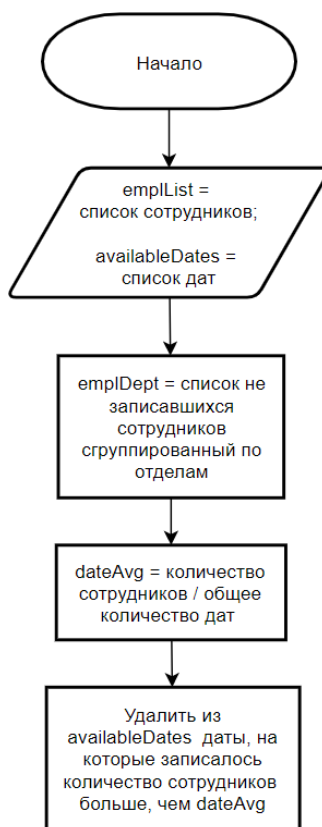 Начало
emplList =
список сотрудников;
availableDates =
список дат
emplDept = список не
записавшихся
сотрудников
сгруппированный по
отделам
dateAvg = количество
сотрудников / общее
количество дат
Удалить из
availableDates даты, на
которые записалось
количество сотрудников
больше, чем dateAvg